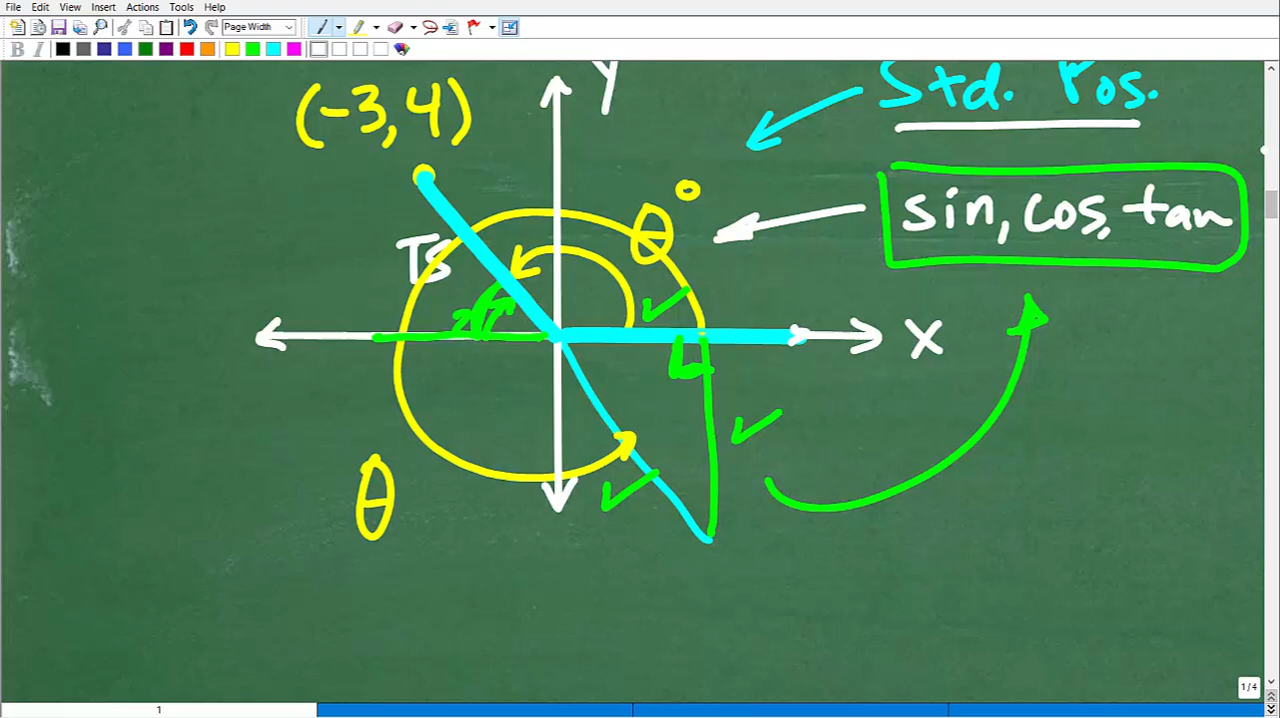 File Edit View Insert Actions Tools Help
Page Width
B I
y
Std. Pos.
(-3,4)
θ°
sin, cos, tan
TS
x
θ
1/4
1